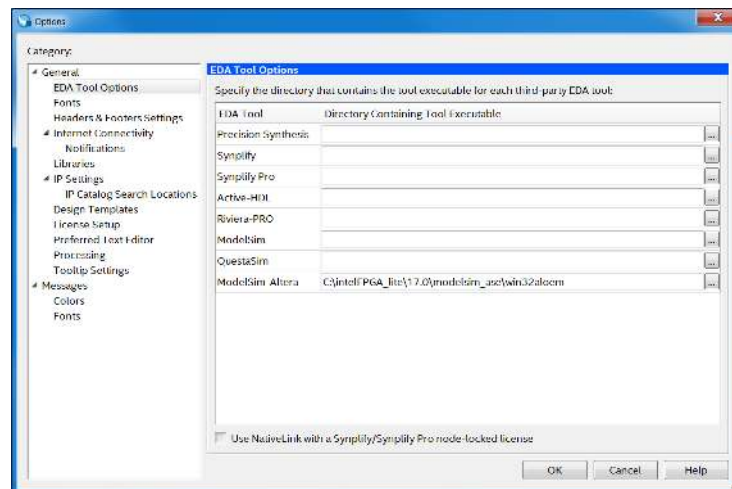 Options
Category:
General
EDA Tool Options
Fonts
Headers & Footers Settings
Internet Connectivity
Notifications
Libraries
IP Settings
IP Catalog Search Locations
Design Templates
License Setup
Preferred Text Editor
Processing
Tooltip Settings
Messages
Colors
Fonts
EDA Tool Options
Specify the directory that contains the tool executable for each third-party EDA tool:
EDA Tool Directory Containing Tool Executable
Precision Synthesis ...
Synplify ...
Synplify Pro ...
Active-HDL ...
Riviera-PRO ...
ModelSim ...
QuestaSim ...
ModelSim-Altera C:\intelFPGA_lite\17.0\modelsim_ase\win32aloem ...
Use NativeLink with a Synplify/Synplify Pro node-locked license
OK Cancel Help